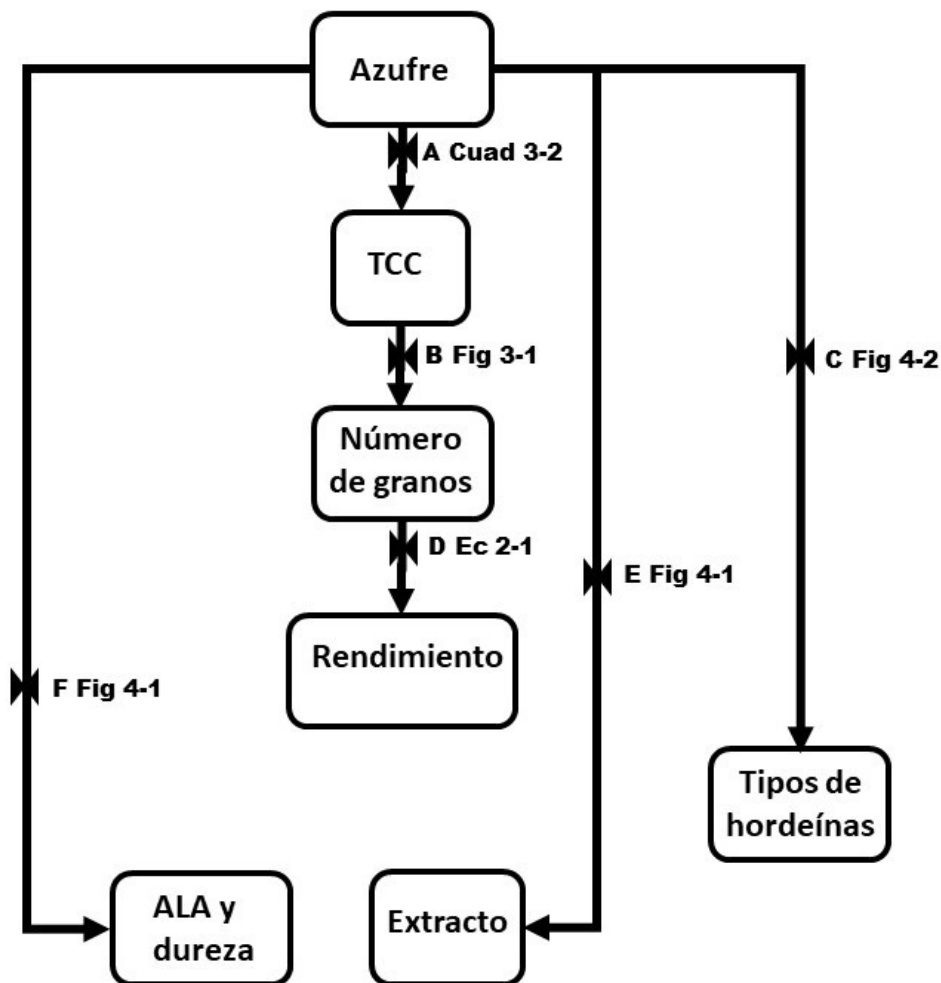 Azufre
A Cuad 3-2
TCC
B Fig 3-1
C Fig 4-2
Número
de granos
D Ec 2-1
E Fig 4-1
Rendimiento
F Fig 4-1
Tipos de
hordeínas
ALA y
dureza
Extracto